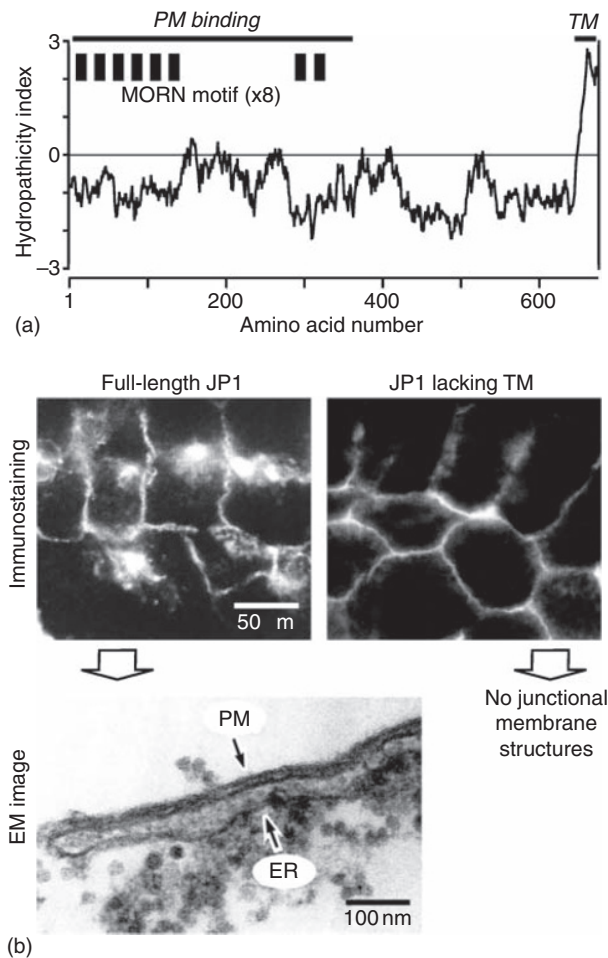 PM binding
TM
3
MORN motif (x8)
0
–3
Hydropathicity index
1 200 400 600
Amino acid number
(a)
Full-length JP1
JP1 lacking TM
Immunostaining
50 m
No junctional
membrane
structures
PM
EM image
ER
100 nm
(b)